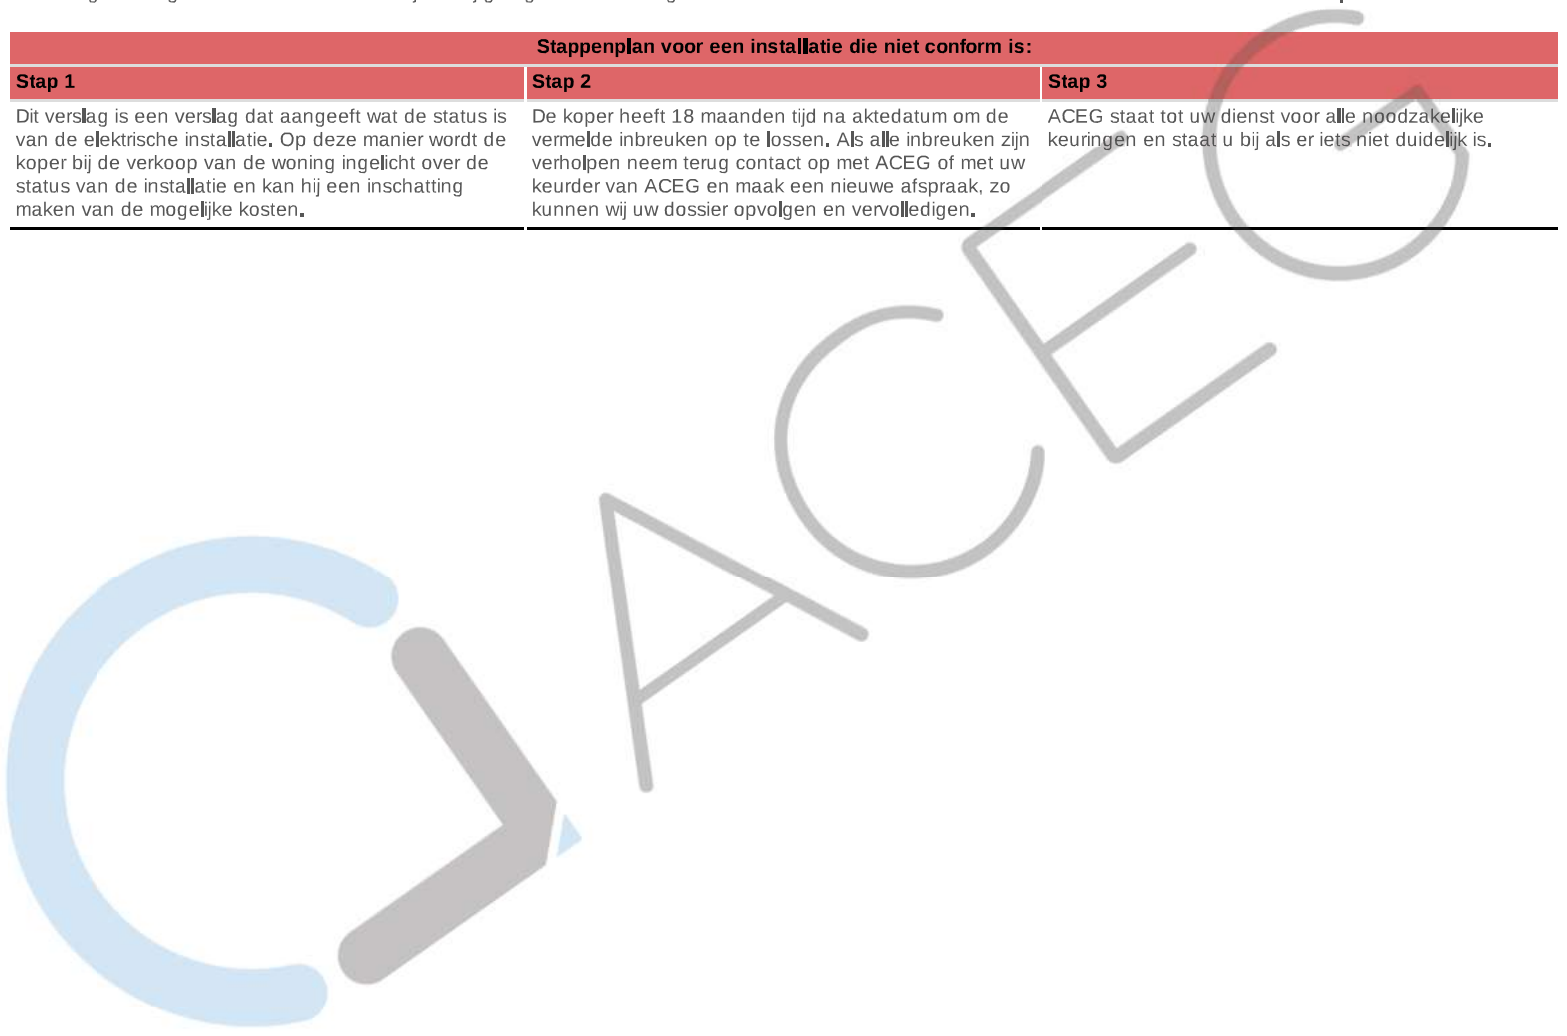 Stappenplan voor een installatie die niet conform is:
Stap 1
Stap 2
Stap 3
Dit verslag is een verslag dat aangeeft wat de status is
van de elektrische installatie. Op deze manier wordt de
koper bij de verkoop van de woning ingelicht over de
status van de installatie en kan hij een inschatting
maken van de mogelijke kosten.
De koper heeft 18 maanden tijd na aktedatum om de
vermelde inbreuken op te lossen. Als alle inbreuken zijn
verholpen neem terug contact op met ACEG of met uw
keurder van ACEG en maak een nieuwe afspraak, zo
kunnen wij uw dossier opvolgen en vervolledigen.
ACEG staat tot uw dienst voor alle noodzakelijke
keuringen en staat u bij als er iets niet duidelijk is.
ACEG